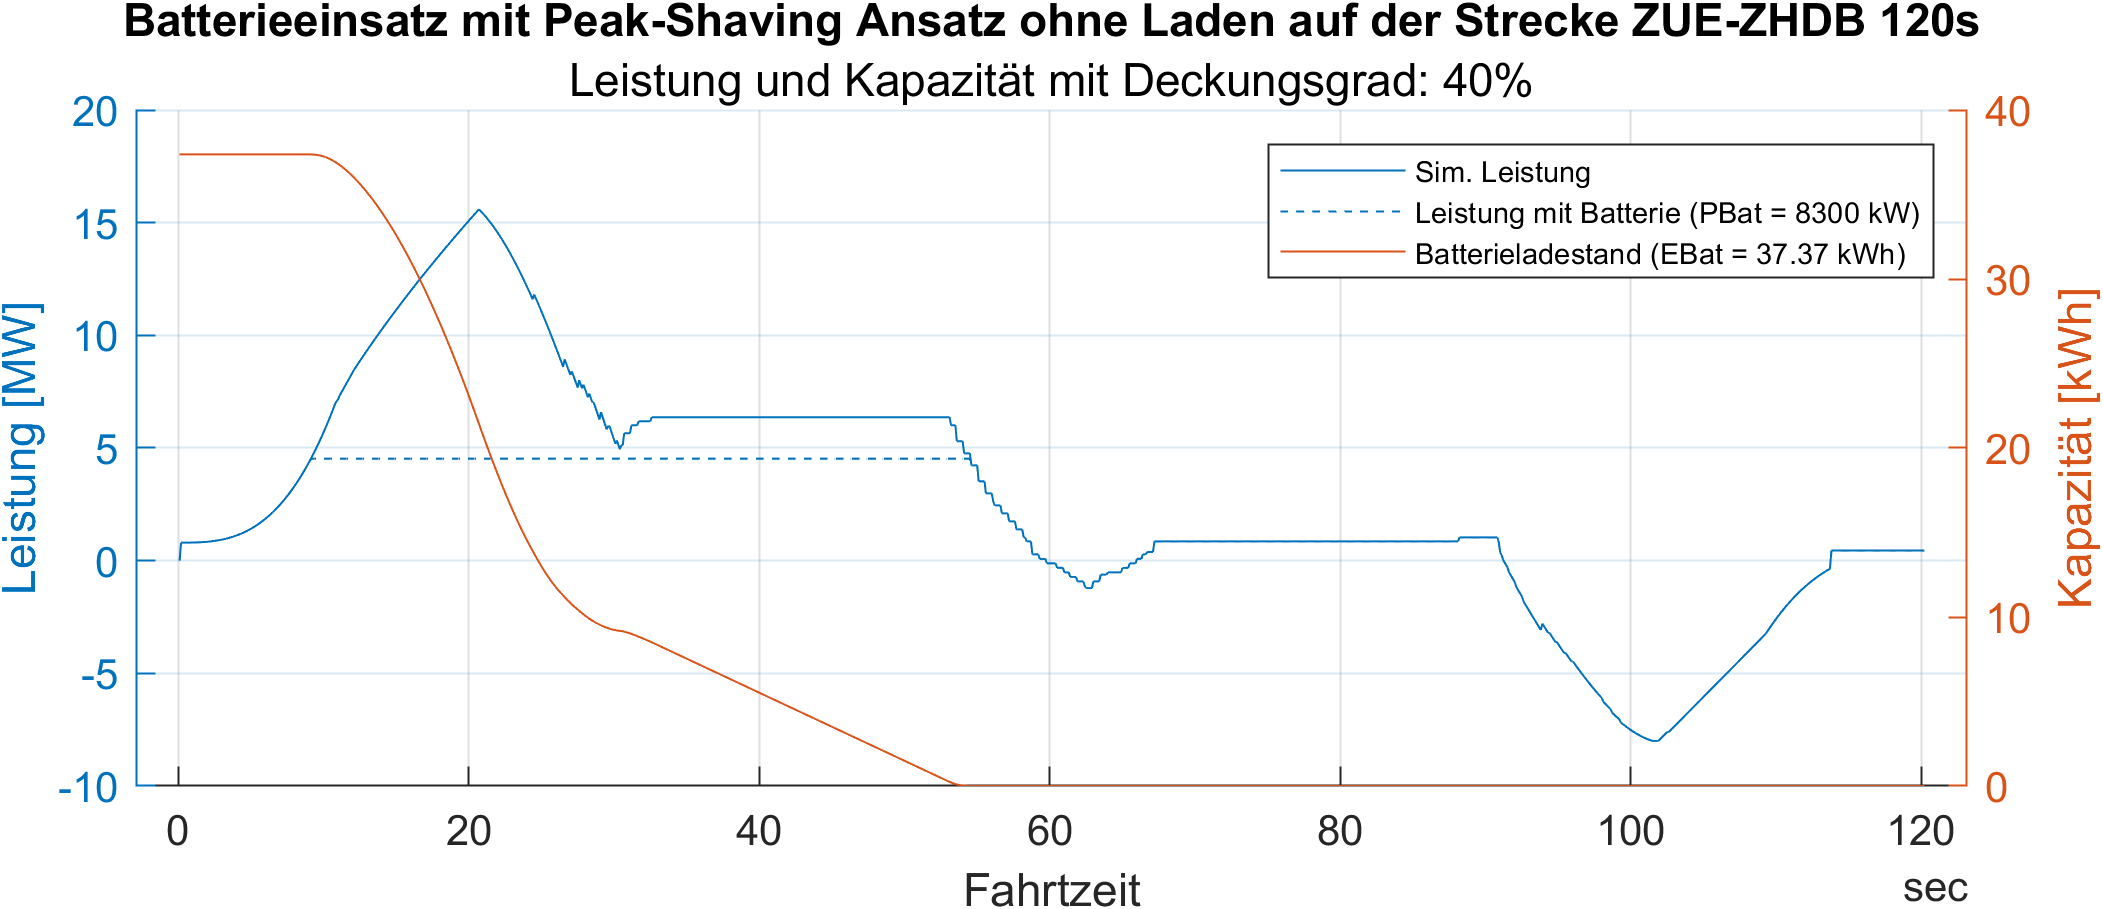 Batterieeinsatz mit Peak-Shaving Ansatz ohne Laden auf der Strecke ZUE-ZHDB 120s
Leistung und Kapazität mit Deckungsgrad: 40%
Leistung [MW]
20
15
10
5
0
-5
-10
Sim. Leistung
Leistung mit Batterie (PBat = 8300 kW)
Batterieladestand (EBat = 37.37 kWh)
40
30
20
10
0
Kapazität [kWh]
0 20 40 60 80 100 120
Fahrtzeit
sec